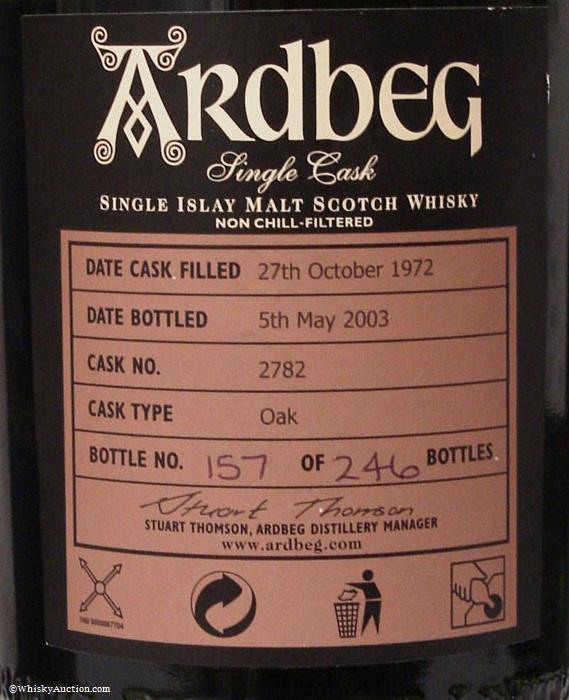 Ardbeg
Single Cask
SINGLE ISLAY MALT SCOTCH WHISKY
NON CHILL-FILTERED
DATE CASK FILLED 27th October 1972
DATE BOTTLED 5th May 2003
CASK NO. 2782
CASK TYPE Oak
BOTTLE NO. 157 OF 246 BOTTLES.
Stuart Thomson
STUART THOMSON, ARDBEG DISTILLERY MANAGER
www.ardbeg.com
©WhiskyAuction.com